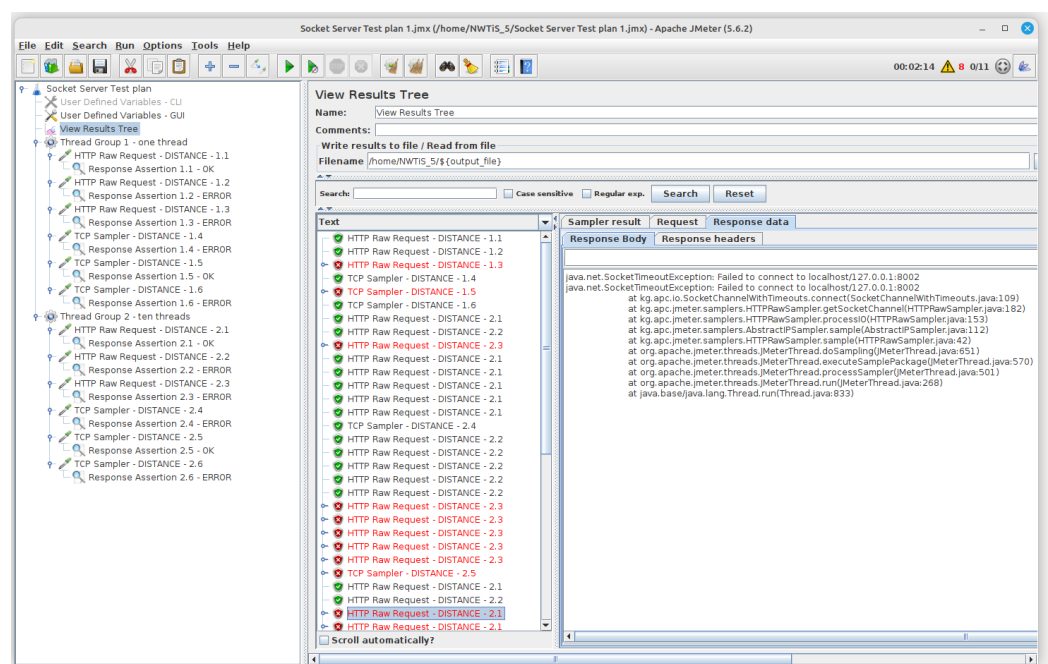 Socket Server Test plan 1.jmx (/home/NWTiS_5/Socket Server Test plan 1.jmx) - Apache JMeter (5.6.2)
File Edit Search Run Options Tools Help
00:02:14 8 0/11
Socket Server Test plan
User Defined Variables - CLI
User Defined Variables - GUI
View Results Tree
Thread Group 1 - one thread
HTTP Raw Request - DISTANCE - 1.1
Response Assertion 1.1 - OK
HTTP Raw Request - DISTANCE - 1.2
Response Assertion 1.2 - ERROR
HTTP Raw Request - DISTANCE - 1.3
Response Assertion 1.3 - ERROR
TCP Sampler - DISTANCE - 1.4
Response Assertion 1.4 - ERROR
TCP Sampler - DISTANCE - 1.5
Response Assertion 1.5 - OK
TCP Sampler - DISTANCE - 1.6
Response Assertion 1.6 - ERROR
Thread Group 2 - ten threads
HTTP Raw Request - DISTANCE - 2.1
Response Assertion 2.1 - OK
HTTP Raw Request - DISTANCE - 2.2
Response Assertion 2.2 - ERROR
HTTP Raw Request - DISTANCE - 2.3
Response Assertion 2.3 - ERROR
TCP Sampler - DISTANCE - 2.4
Response Assertion 2.4 - ERROR
TCP Sampler - DISTANCE - 2.5
Response Assertion 2.5 - OK
TCP Sampler - DISTANCE - 2.6
Response Assertion 2.6 - ERROR
View Results Tree
Name: View Results Tree
Comments:
Write results to file / Read from file
Filename /home/NWTiS_5/${output_file}
Search: Case sensitive Regular exp. Search Reset
Text
HTTP Raw Request - DISTANCE - 1.1
HTTP Raw Request - DISTANCE - 1.2
HTTP Raw Request - DISTANCE - 1.3
TCP Sampler - DISTANCE - 1.4
TCP Sampler - DISTANCE - 1.5
TCP Sampler - DISTANCE - 1.6
HTTP Raw Request - DISTANCE - 2.1
HTTP Raw Request - DISTANCE - 2.2
HTTP Raw Request - DISTANCE - 2.3
HTTP Raw Request - DISTANCE - 2.1
HTTP Raw Request - DISTANCE - 2.1
HTTP Raw Request - DISTANCE - 2.1
HTTP Raw Request - DISTANCE - 2.1
HTTP Raw Request - DISTANCE - 2.1
TCP Sampler - DISTANCE - 2.4
HTTP Raw Request - DISTANCE - 2.2
HTTP Raw Request - DISTANCE - 2.2
HTTP Raw Request - DISTANCE - 2.2
HTTP Raw Request - DISTANCE - 2.2
HTTP Raw Request - DISTANCE - 2.2
HTTP Raw Request - DISTANCE - 2.3
HTTP Raw Request - DISTANCE - 2.3
HTTP Raw Request - DISTANCE - 2.3
HTTP Raw Request - DISTANCE - 2.3
HTTP Raw Request - DISTANCE - 2.3
TCP Sampler - DISTANCE - 2.5
HTTP Raw Request - DISTANCE - 2.1
HTTP Raw Request - DISTANCE - 2.2
HTTP Raw Request - DISTANCE - 2.1
HTTP Raw Request - DISTANCE - 2.1
Scroll automatically?
Sampler result Request Response data
Response Body Response headers
java.net.SocketTimeoutException: Failed to connect to localhost/127.0.0.1:8002
java.net.SocketTimeoutException: Failed to connect to localhost/127.0.0.1:8002
at kg.apc.io.SocketChannelWithTimeouts.connect(SocketChannelWithTimeouts.java:109)
at kg.apc.jmeter.samplers.HTTPRawSampler.getSocketChannel(HTTPRawSampler.java:182)
at kg.apc.jmeter.samplers.HTTPRawSampler.processIO(HTTPRawSampler.java:153)
at kg.apc.jmeter.samplers.AbstractIPSampler.sample(AbstractIPSampler.java:112)
at kg.apc.jmeter.samplers.HTTPRawSampler.sample(HTTPRawSampler.java:42)
at org.apache.jmeter.threads.JMeterThread.doSampling(JMeterThread.java:651)
at org.apache.jmeter.threads.JMeterThread.executeSamplePackage(JMeterThread.java:570)
at org.apache.jmeter.threads.JMeterThread.processSampler(JMeterThread.java:501)
at org.apache.jmeter.threads.JMeterThread.run(JMeterThread.java:268)
at java.base/java.lang.Thread.run(Thread.java:833)